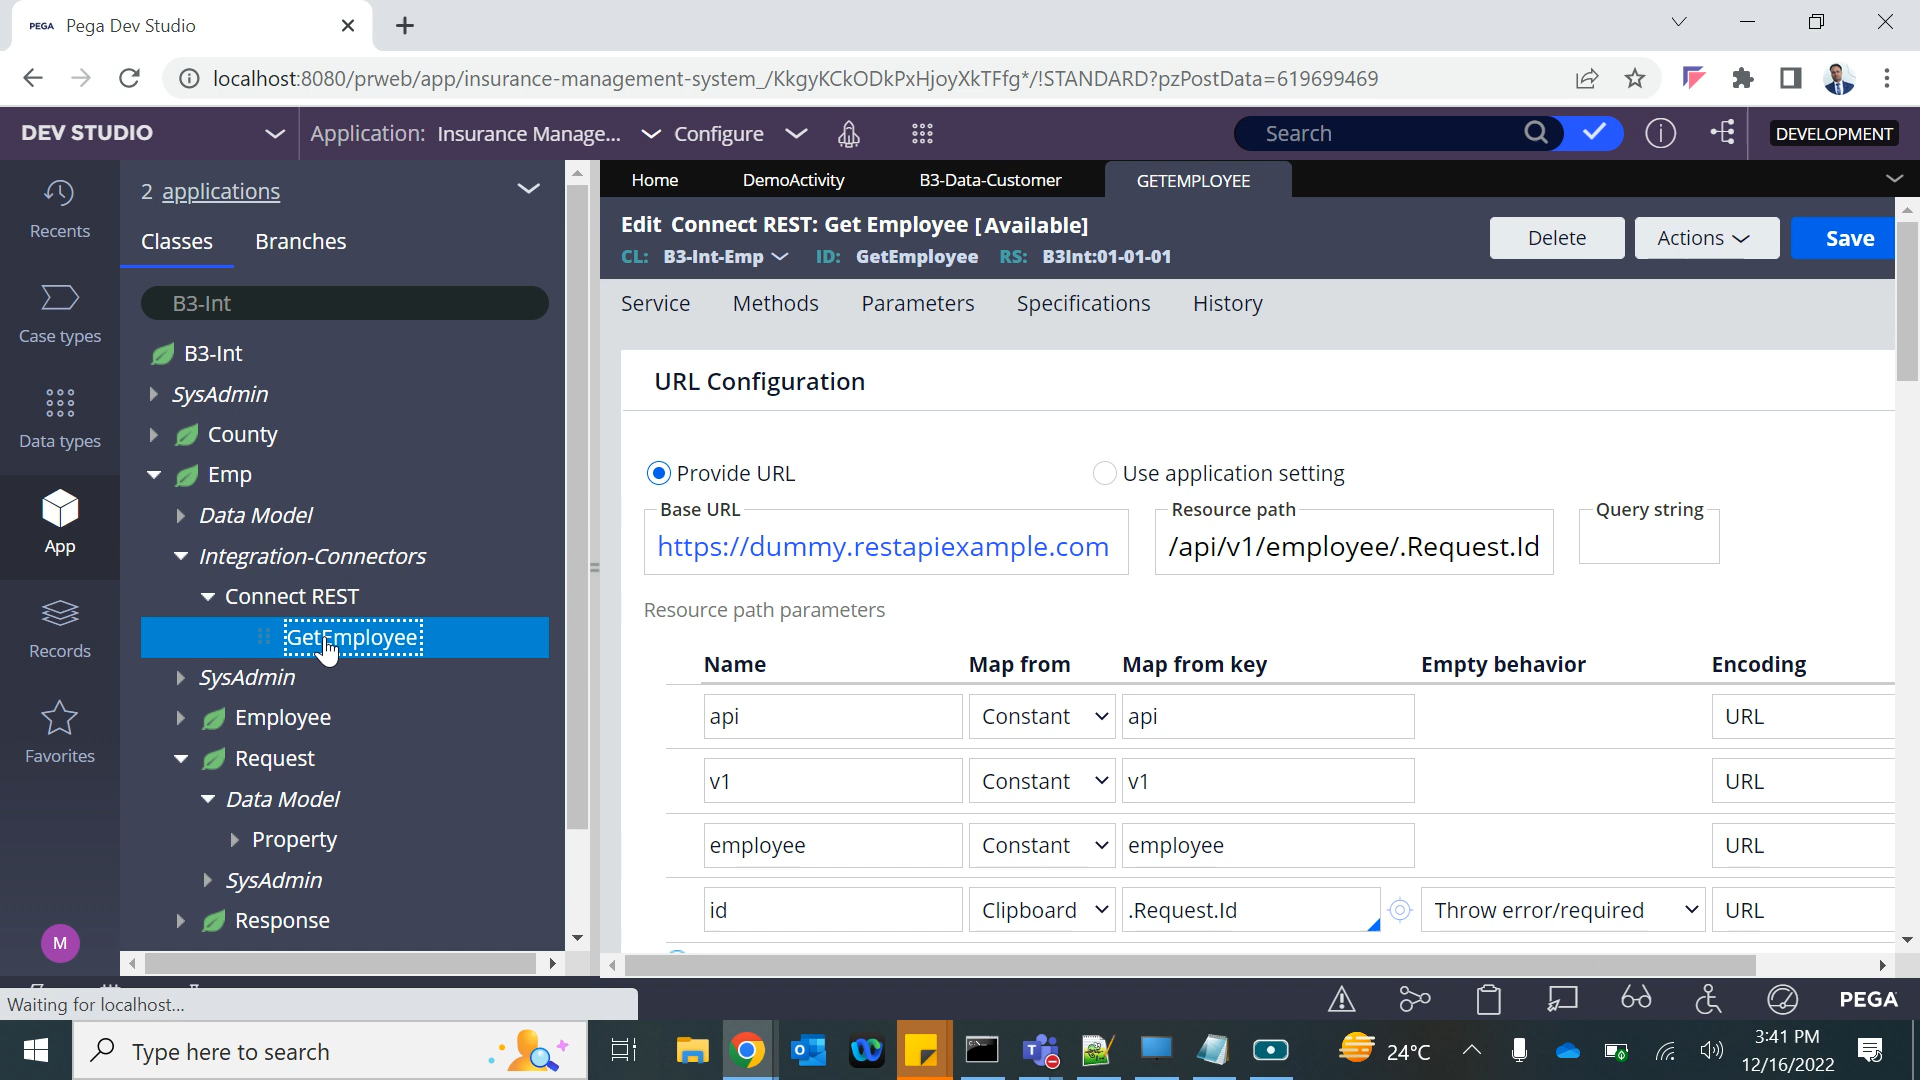 PEGA Pega Dev Studio
localhost:8080/prweb/app/insurance-management-system_/KkgyKCkODkPxHjoyXkTFfg*/!STANDARD?pzPostData=619699469
DEV STUDIO
Application: Insurance Manage...
Configure
Search
DEVELOPMENT
Recents
Case types
Data types
App
Records
Favorites
M
2 applications
Classes
Branches
B3-Int
B3-Int
SysAdmin
County
Emp
Data Model
Integration-Connectors
Connect REST
GetEmployee
SysAdmin
Employee
Request
Data Model
Property
SysAdmin
Response
Home
DemoActivity
B3-Data-Customer
GETEMPLOYEE
Edit Connect REST: Get Employee [Available]
CL: B3-Int-Emp ID: GetEmployee RS: B3Int:01-01-01
Delete
Actions
Save
Service
Methods
Parameters
Specifications
History
URL Configuration
Provide URL
Use application setting
Base URL
Resource path
Query string
https://dummy.restapiexample.com
/api/v1/employee/.Request.Id
Resource path parameters
Name Map from Map from key Empty behavior Encoding
api Constant api URL
v1 Constant v1 URL
employee Constant employee URL
id Clipboard .Request.Id Throw error/required URL
Waiting for localhost...
PEGA
Type here to search
24°C
3:41 PM
12/16/2022